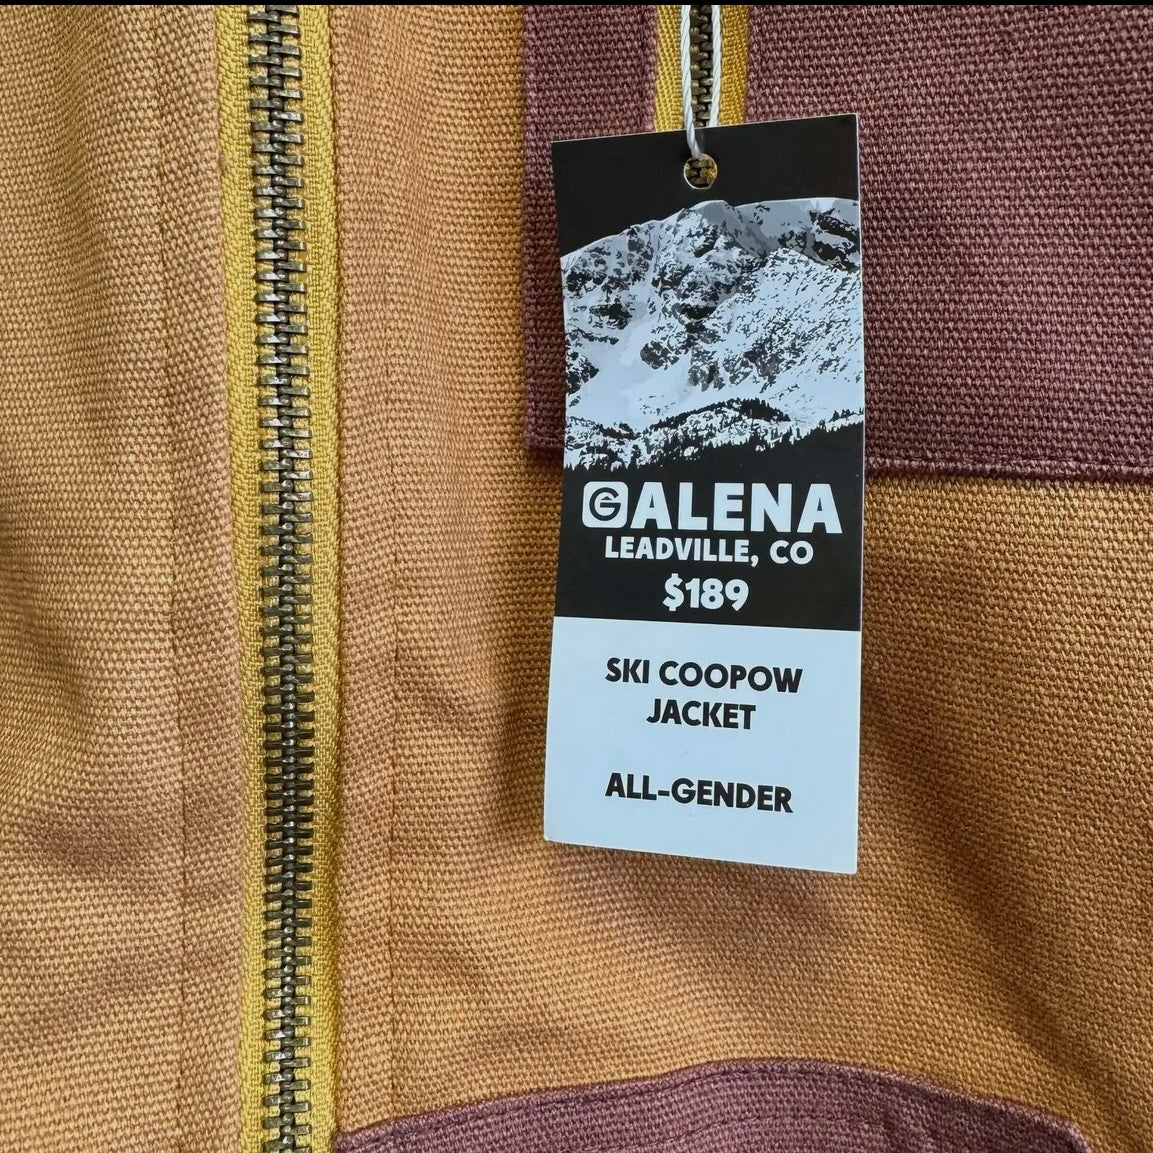 GALENA
LEADVILLE, CO
$189
SKI COOPOW
JACKET
ALL-GENDER